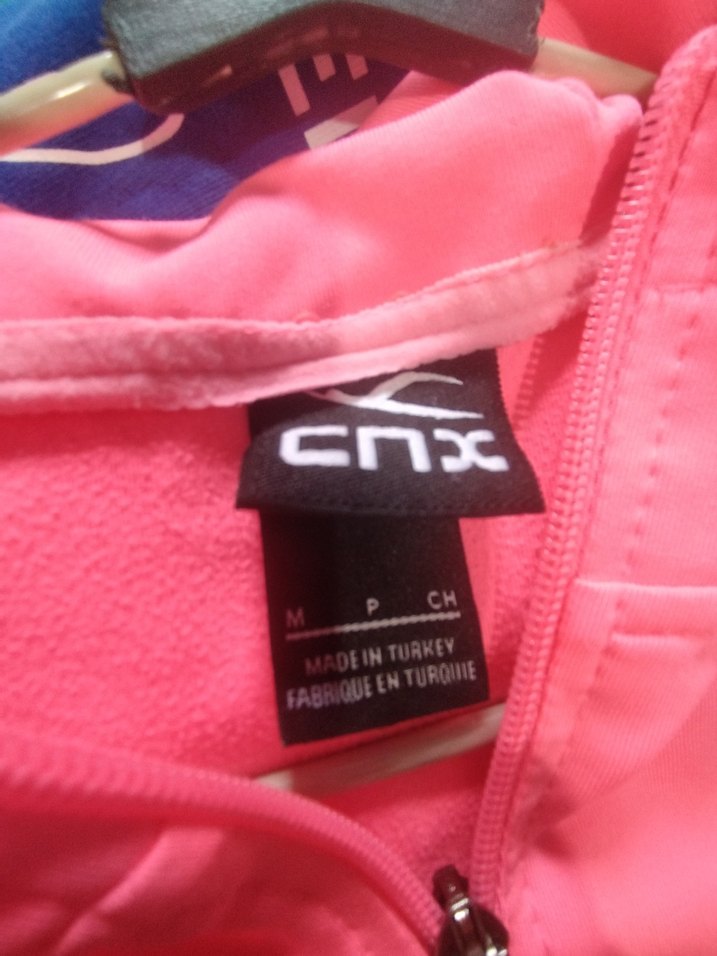 CNX
M P CH
MADE IN TURKEY
FABRIQUE EN TURQUIE